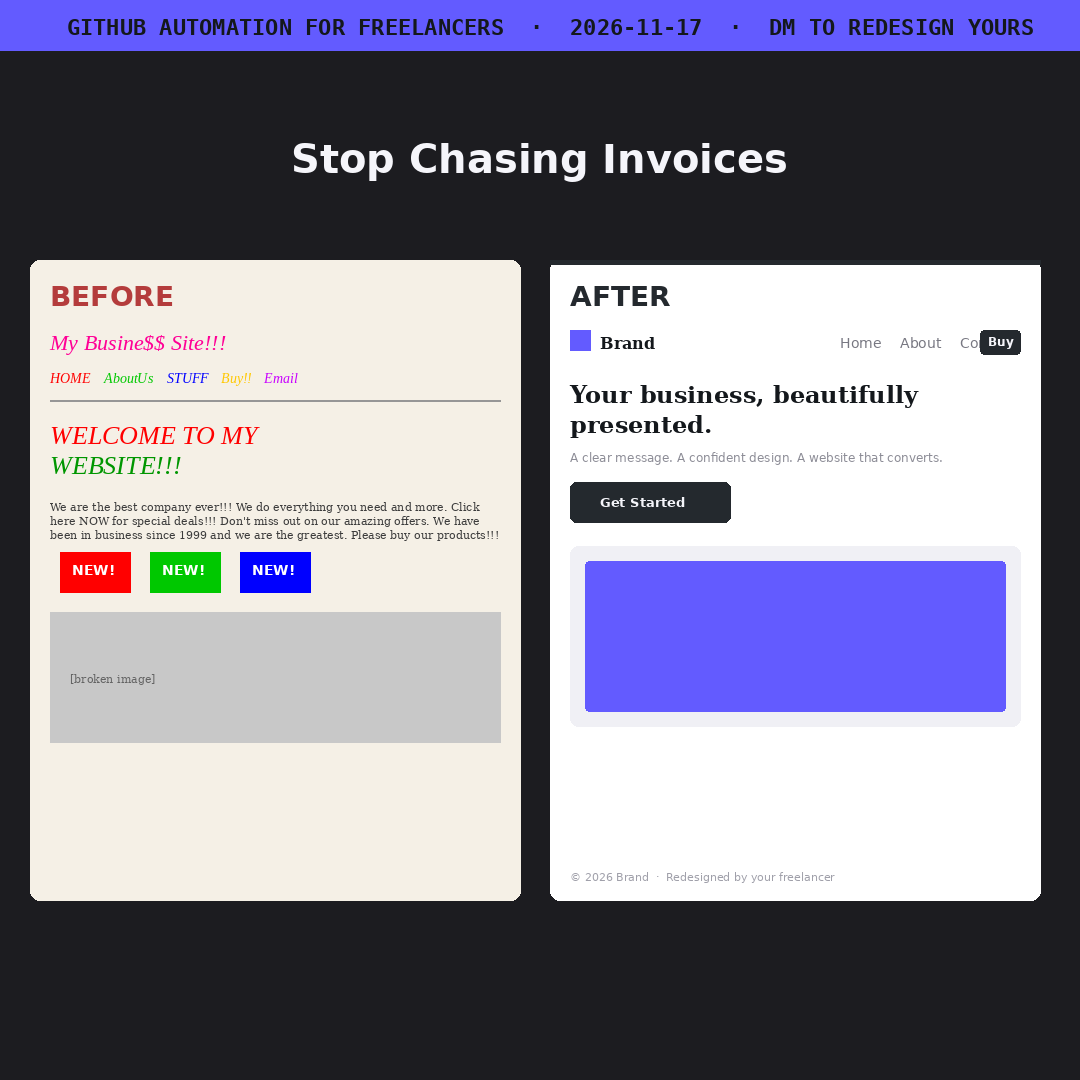 GITHUB AUTOMATION FOR FREELANCERS · 2026-11-17 · DM TO REDESIGN YOURS
Stop Chasing Invoices
BEFORE
My Busine$$ Site!!!
HOME AboutUs STUFF Buy!! Email
WELCOME TO MY
WEBSITE!!!
We are the best company ever!!! We do everything you need and more. Click
here NOW for special deals!!! Don't miss out on our amazing offers. We have
been in business since 1999 and we are the greatest. Please buy our products!!!
NEW! NEW! NEW!
[broken image]
AFTER
Brand Home About Buy
Your business, beautifully
presented.
A clear message. A confident design. A website that converts.
Get Started
© 2026 Brand · Redesigned by your freelancer